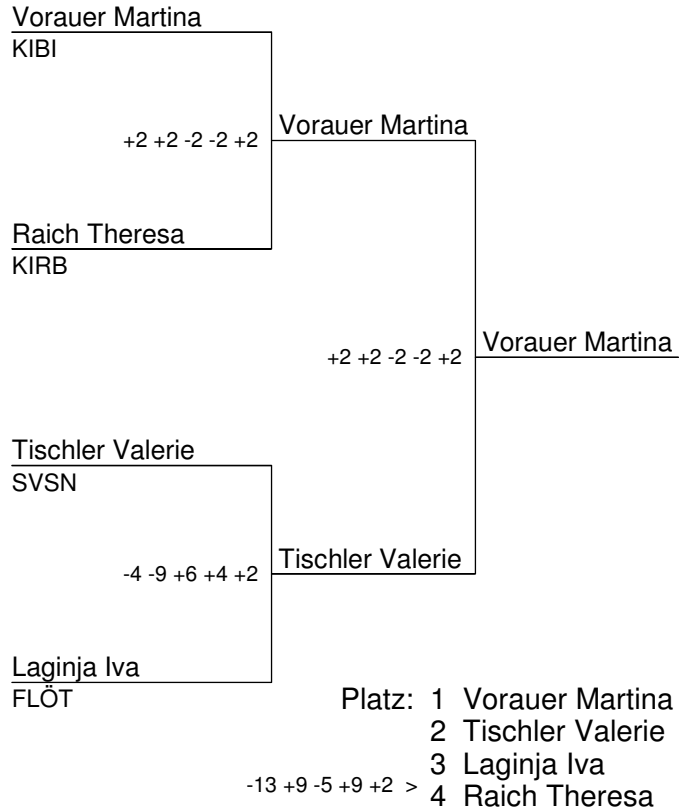 Vorauer Martina
KIBI
+2 +2 -2 -2 +2
Vorauer Martina
Raich Theresa
KIRB
+2 +2 -2 -2 +2
Vorauer Martina
Tischler Valerie
SVSN
-4 -9 +6 +4 +2
Tischler Valerie
Laginja Iva
FLÖT
Platz: 1 Vorauer Martina
2 Tischler Valerie
3 Laginja Iva
-13 +9 -5 +9 +2 > 4 Raich Theresa